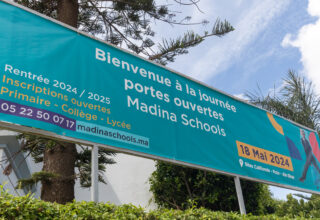 Bienvenue à la journée
portes ouvertes
Madina Schools
Rentrée 2024 / 2025
Inscriptions ouvertes
Primaire - Collège - Lycée
05 22 50 07 17
madinaschools.ma
18 Mai 2024